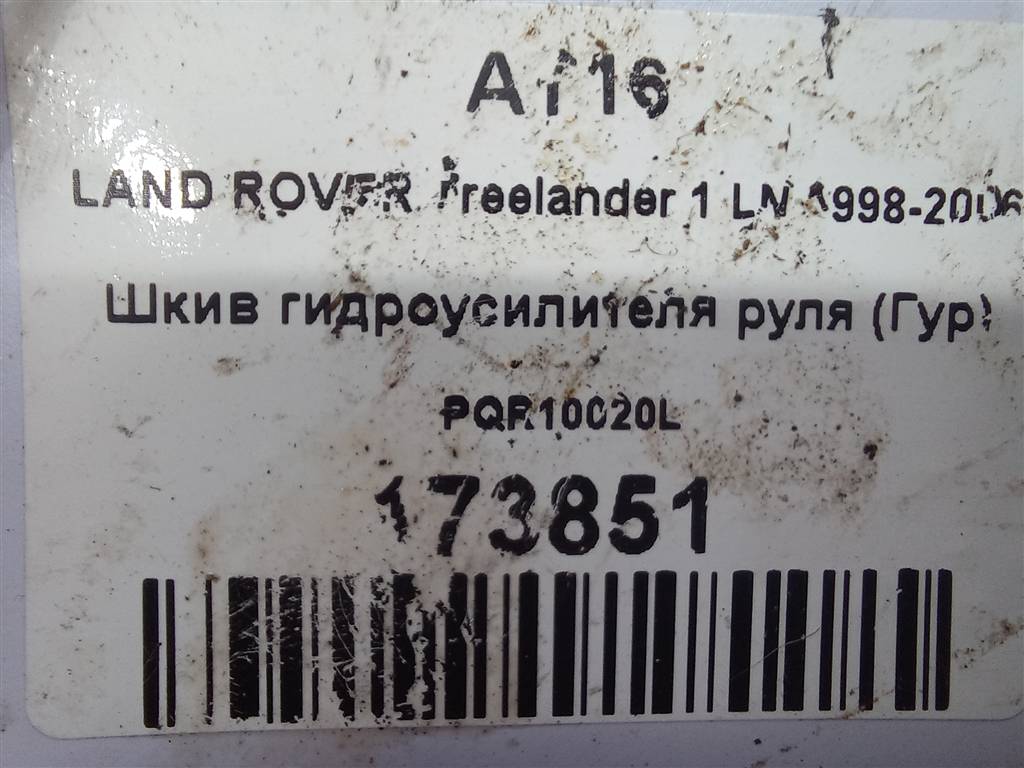 A116
LAND ROVER Freelander 1 LN 1998-2006
Шкив гидроусилителя руля (Гур)
PQR10020L
173851